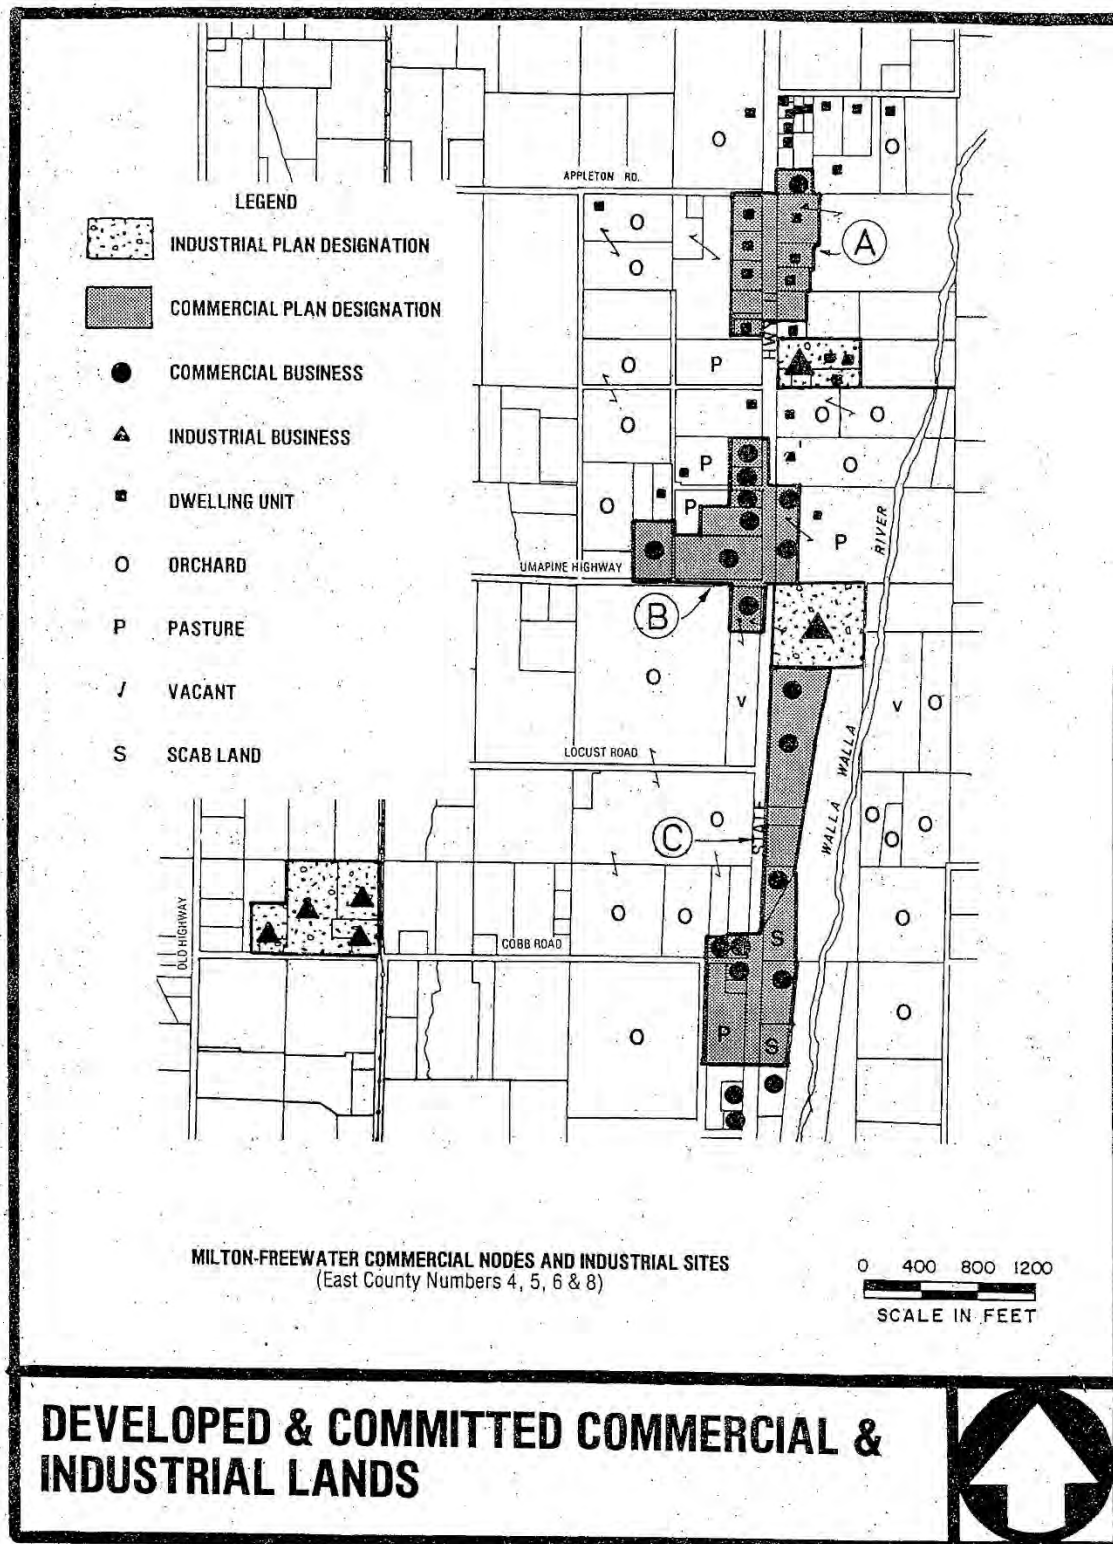 APPLETON RD.
LEGEND
INDUSTRIAL PLAN DESIGNATION
COMMERCIAL PLAN DESIGNATION
COMMERCIAL BUSINESS
INDUSTRIAL BUSINESS
DWELLING UNIT
O ORCHARD
P PASTURE
√ VACANT
S SCAB LAND
A
HWY. 11
UMAPINE HIGHWAY
B
RIVER
LOCUST ROAD
WALLA WALLA
STATE
C
OLD HIGHWAY
COBB ROAD
O
O
O
O
O
P
O
O
O
P
O
O
P
P
O
V
V
O
O
O
O
O
O
O
S
O
O
P
S
O
MILTON-FREEWATER COMMERCIAL NODES AND INDUSTRIAL SITES
(East County Numbers 4, 5, 6 & 8)
0 400 800 1200
SCALE IN FEET
DEVELOPED & COMMITTED COMMERCIAL &
INDUSTRIAL LANDS